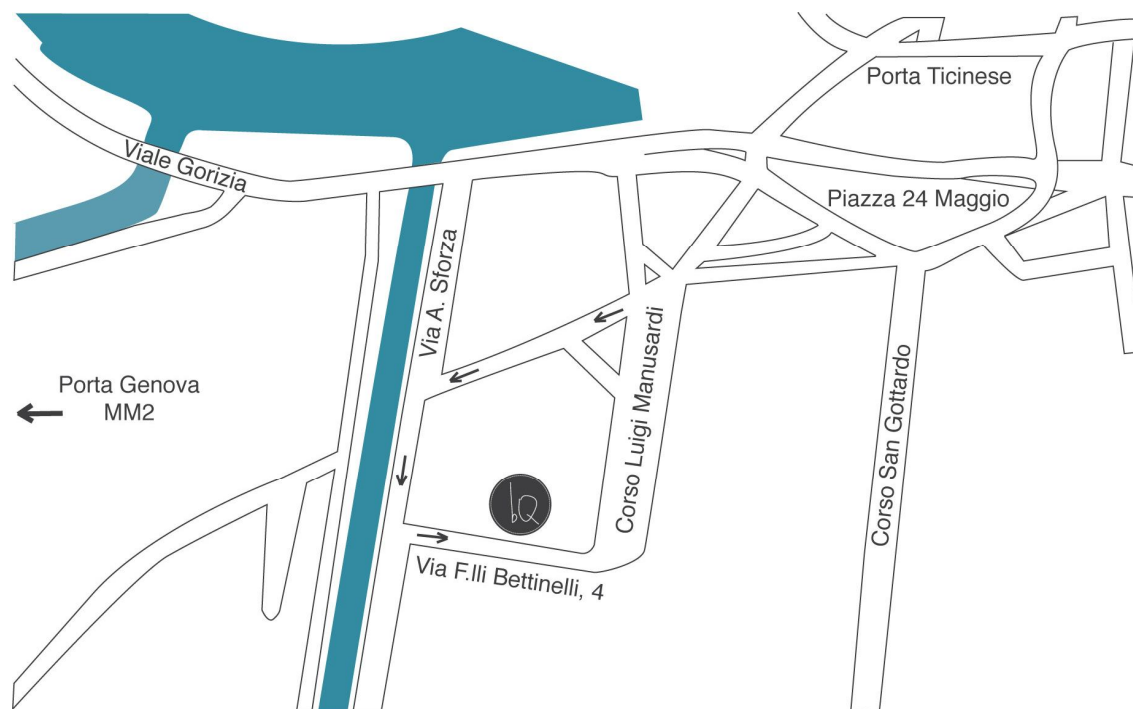 Porta Ticinese
Viale Gorizia
Piazza 24 Maggio
Via A. Sforza
Porta Genova
MM2
Corso Luigi Manusardi
Corso San Gottardo
bQ
Via F.lli Bettinelli, 4